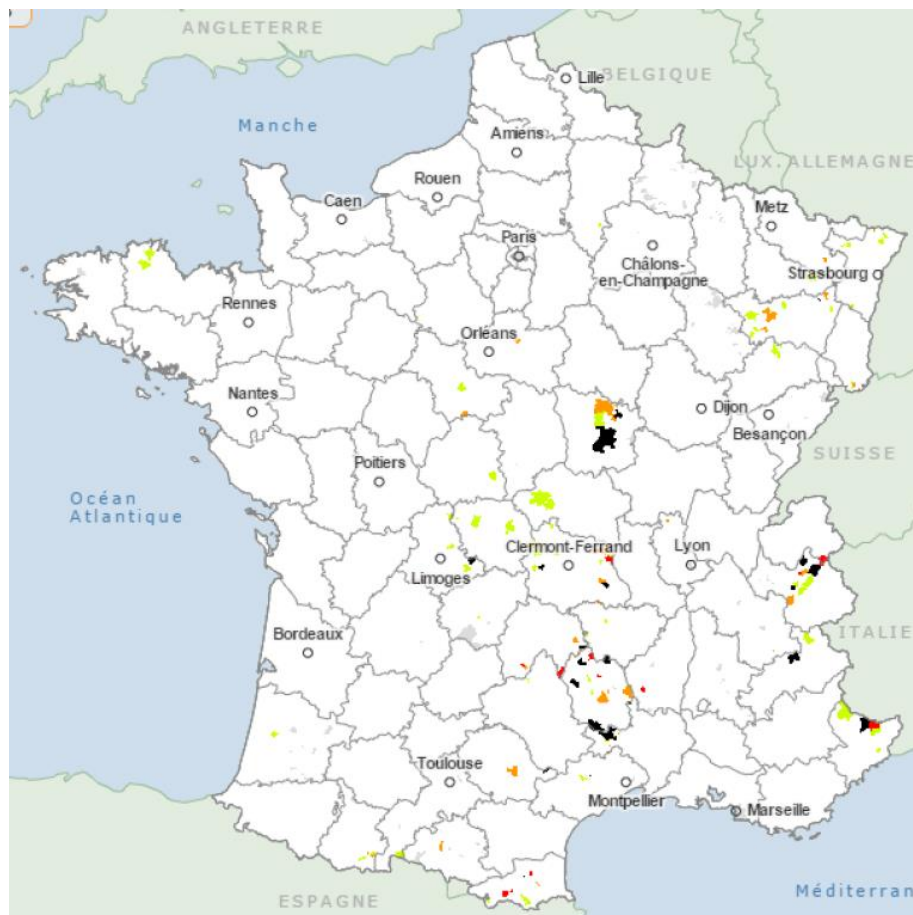 ANGLETERRE
Lille
BELGIQUE
Manche
Amiens
LUX.
ALLEMAGNE
Rouen
Caen
Metz
Paris
Châlons-
en-Champagne
Strasbourg
Rennes
Orléans
Nantes
Dijon
Besançon
Poitiers
SUISSE
Océan
Atlantique
Clermont-Ferrand
Lyon
Limoges
Bordeaux
ITALIE
Toulouse
Montpellier
Marseille
ESPAGNE
Méditerran